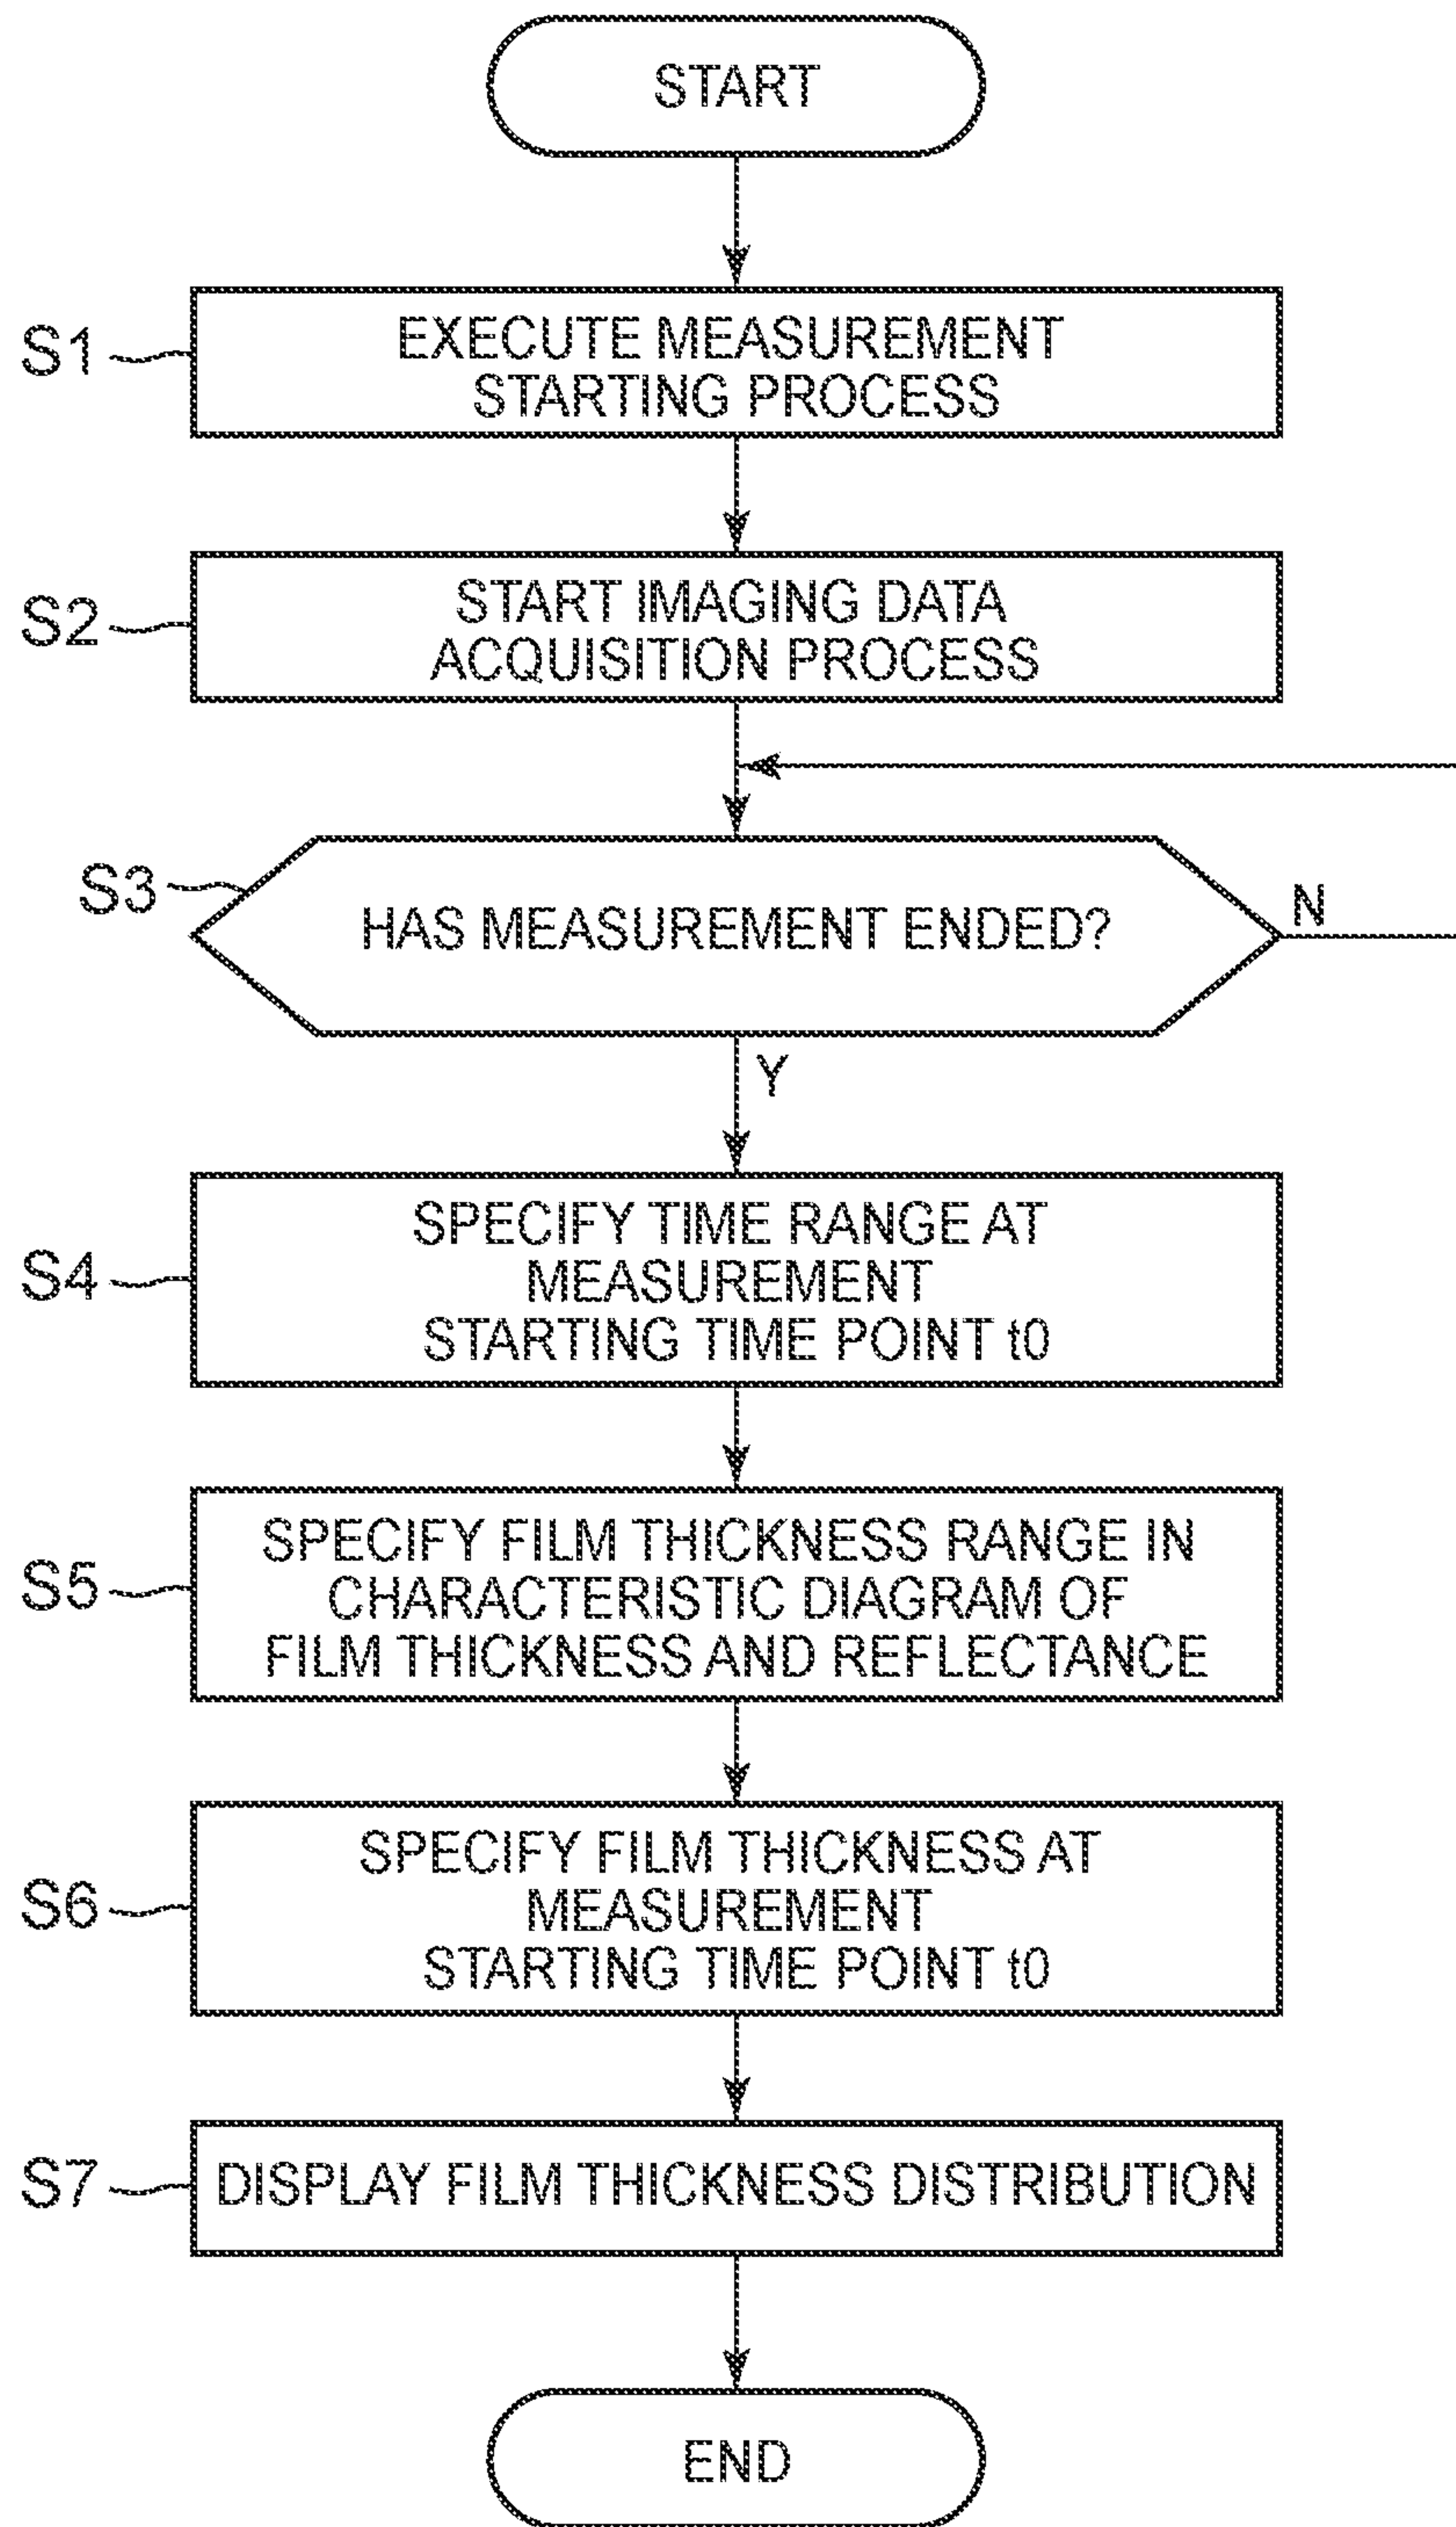 START
S1
EXECUTE MEASUREMENT
STARTING PROCESS
S2
START IMAGING DATA
ACQUISITION PROCESS
S3
HAS MEASUREMENT ENDED?
N
Y
S4
SPECIFY TIME RANGE AT
MEASUREMENT
STARTING TIME POINT t0
S5
SPECIFY FILM THICKNESS RANGE IN
CHARACTERISTIC DIAGRAM OF
FILM THICKNESS AND REFLECTANCE
S6
SPECIFY FILM THICKNESS AT
MEASUREMENT
STARTING TIME POINT t0
S7
DISPLAY FILM THICKNESS DISTRIBUTION
END